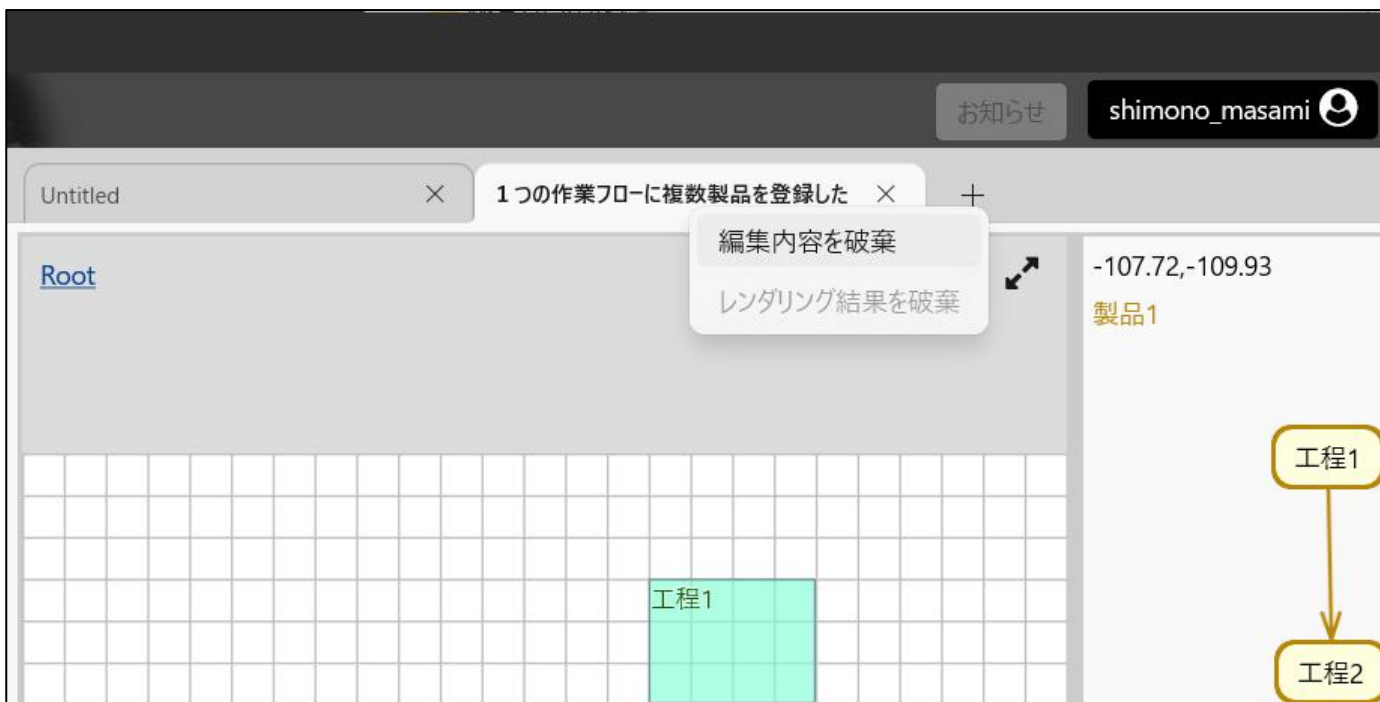 お知らせ
shimono_masami
Untitled
1つの作業フローに複数製品を登録した
編集内容を破棄
レンダリング結果を破棄
Root
-107.72,-109.93
製品1
工程1
工程1
工程2